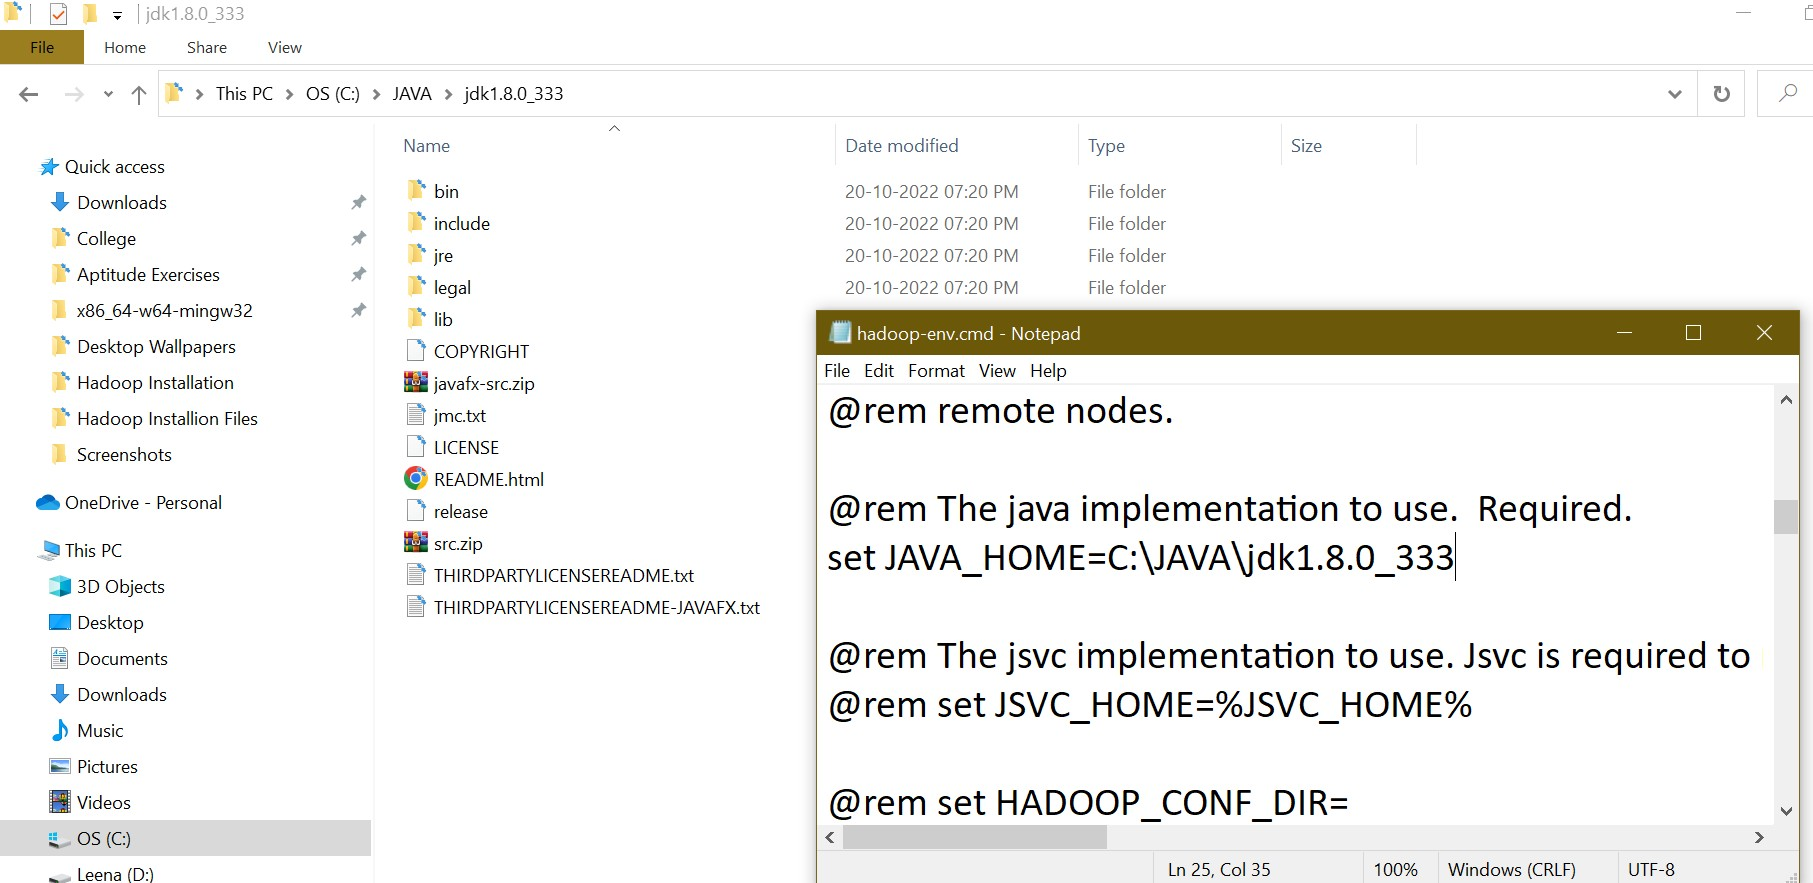 jdk1.8.0_333
File Home Share View
This PC OS (C:) JAVA jdk1.8.0_333
Name Date modified Type Size
Quick access
Downloads
College
Aptitude Exercises
x86_64-w64-mingw32
Desktop Wallpapers
Hadoop Installation
Hadoop Installion Files
Screenshots
OneDrive - Personal
This PC
3D Objects
Desktop
Documents
Downloads
Music
Pictures
Videos
OS (C:)
Leena (D:)
bin 20-10-2022 07:20 PM File folder
include 20-10-2022 07:20 PM File folder
jre 20-10-2022 07:20 PM File folder
legal 20-10-2022 07:20 PM File folder
lib
COPYRIGHT
javafx-src.zip
jmc.txt
LICENSE
README.html
release
src.zip
THIRDPARTYLICENSEREADME.txt
THIRDPARTYLICENSEREADME-JAVAFX.txt
hadoop-env.cmd - Notepad
File Edit Format View Help
@rem remote nodes.
@rem The java implementation to use.  Required.
set JAVA_HOME=C:\JAVA\jdk1.8.0_333
@rem The jsvc implementation to use. Jsvc is required to
@rem set JSVC_HOME=%JSVC_HOME%
@rem set HADOOP_CONF_DIR=
Ln 25, Col 35 100% Windows (CRLF) UTF-8